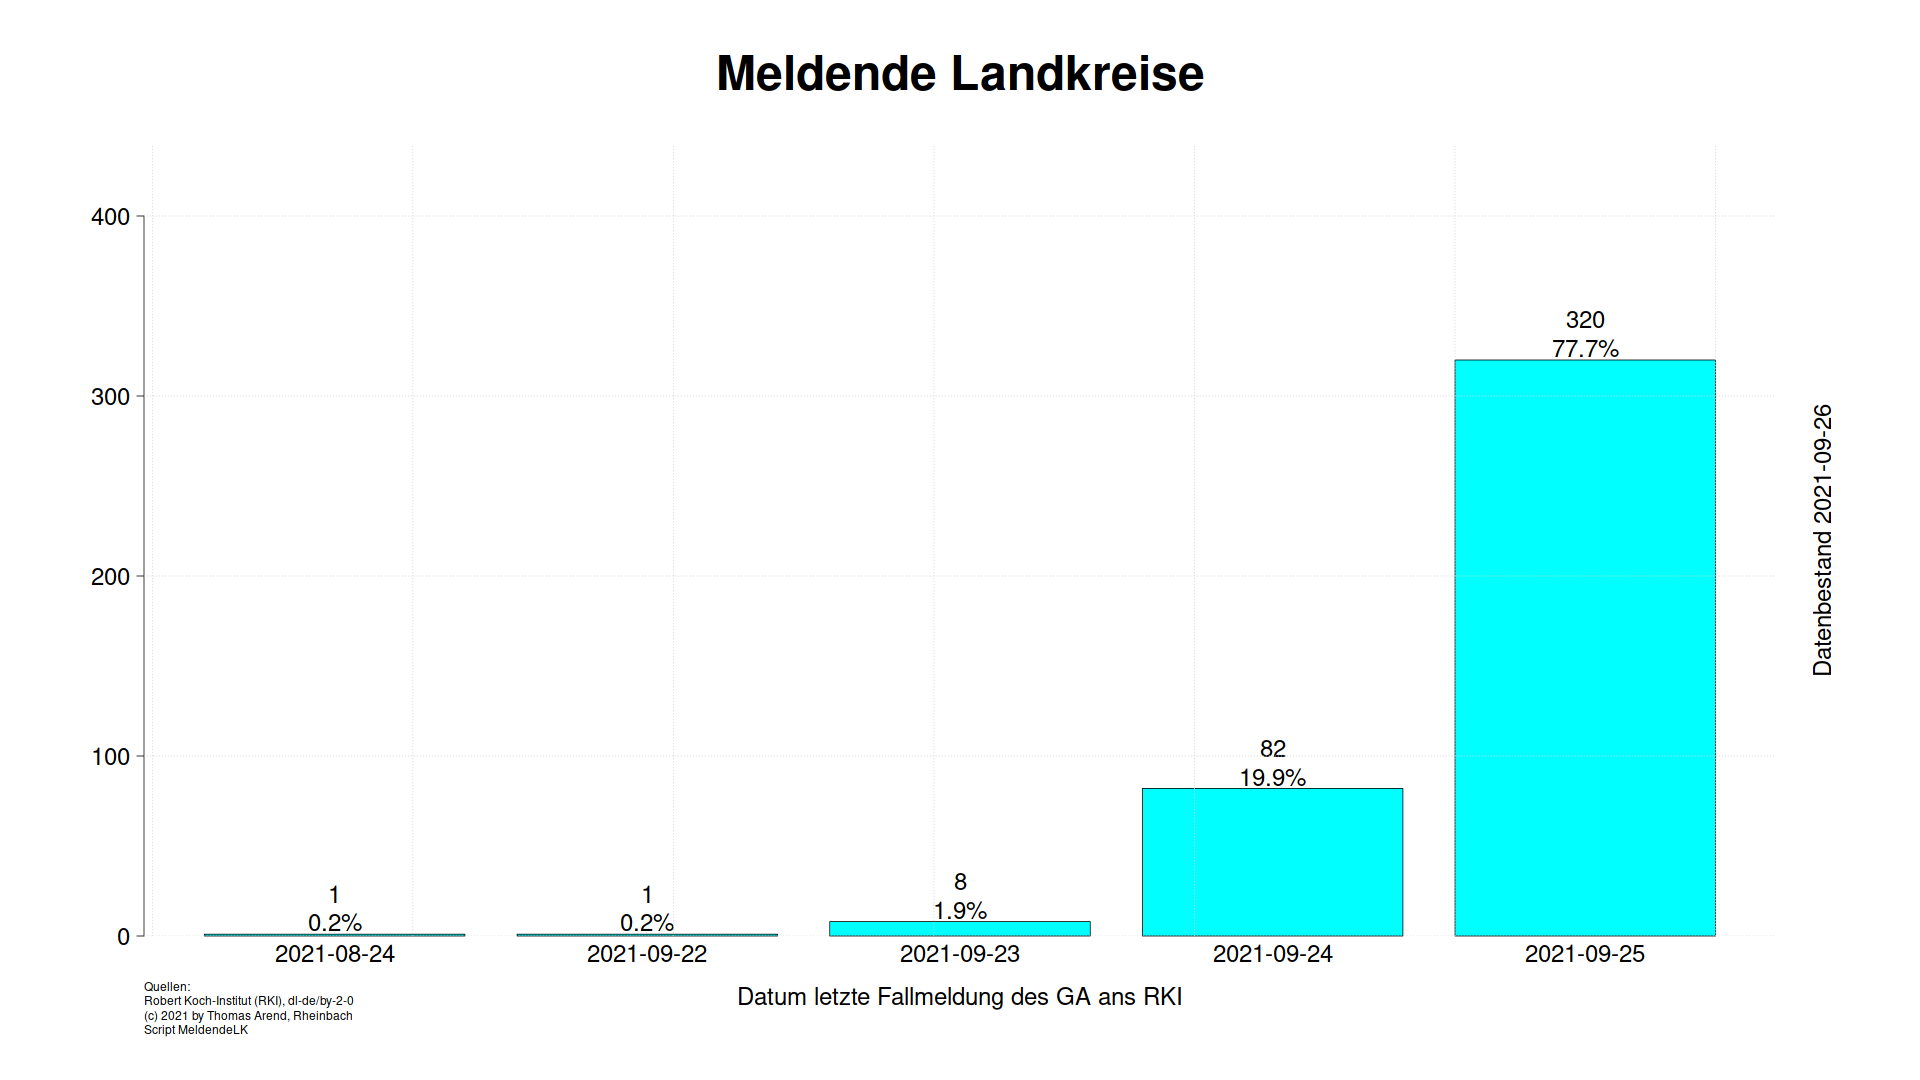 Meldende Landkreise
400
300
200
100
0
1
0.2%
1
0.2%
8
1.9%
82
19.9%
320
77.7%
2021-08-24
2021-09-22
2021-09-23
2021-09-24
2021-09-25
Datum letzte Fallmeldung des GA ans RKI
Datenbestand 2021-09-26
Quellen:
Robert Koch-Institut (RKI), dl-de/by-2-0
(c) 2021 by Thomas Arend, Rheinbach
Script MeldendeLK